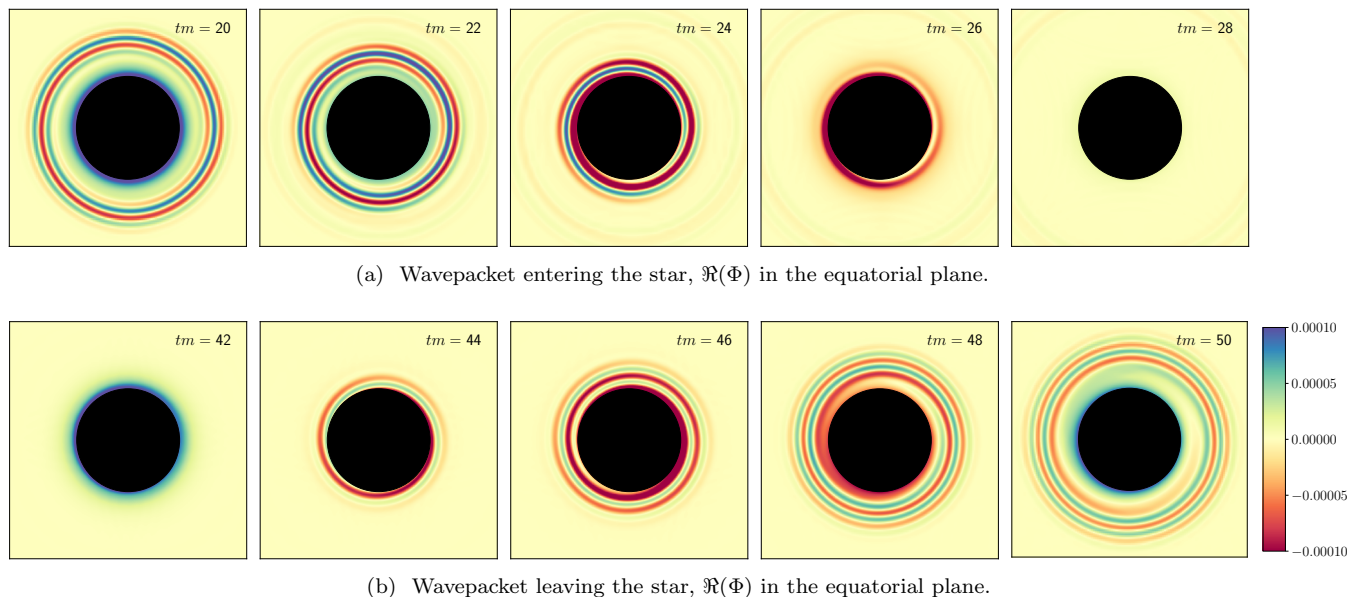 tm = 20
tm = 22
tm = 24
tm = 26
tm = 28
(a) Wavepacket entering the star, ℜ(Φ) in the equatorial plane.
tm = 42
tm = 44
tm = 46
tm = 48
tm = 50
0.00010
0.00005
0.00000
−0.00005
−0.00010
(b) Wavepacket leaving the star, ℜ(Φ) in the equatorial plane.